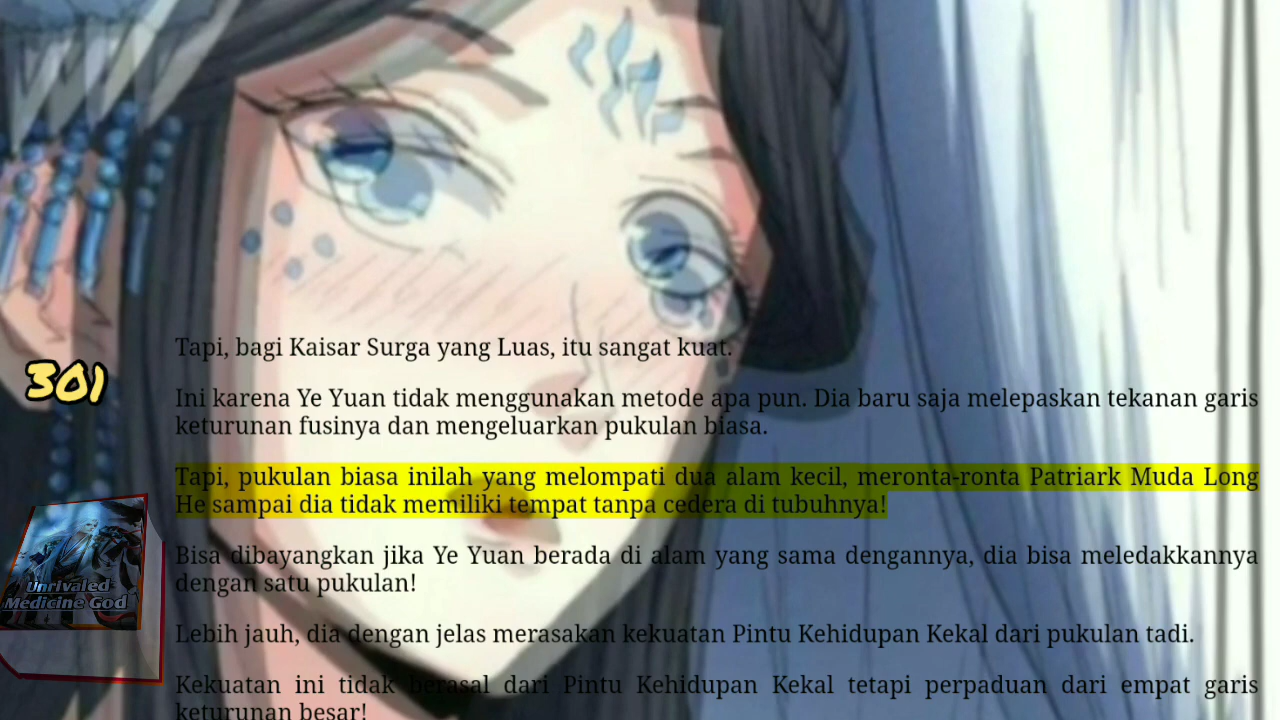 Tapi, bagi Kaisar Surga yang Luas, itu sangat kuat.
301
Ini karena Ye Yuan tidak menggunakan metode apa pun. Dia baru saja melepaskan tekanan garis
keturunan fusinya dan mengeluarkan pukulan biasa.
Tapi, pukulan biasa inilah yang melompati dua alam kecil, meronta-ronta Patriark Muda Long
He sampai dia tidak memiliki tempat tanpa cedera di tubuhnya!
Bisa dibayangkan jika Ye Yuan berada di alam yang sama dengannya, dia bisa meledakkannya
dengan satu pukulan!
Unrivaled
Medicine God
Lebih jauh, dia dengan jelas merasakan kekuatan Pintu Kehidupan Kekal dari pukulan tadi.
Kekuatan ini tidak berasal dari Pintu Kehidupan Kekal tetapi perpaduan dari empat garis
keturunan besar!